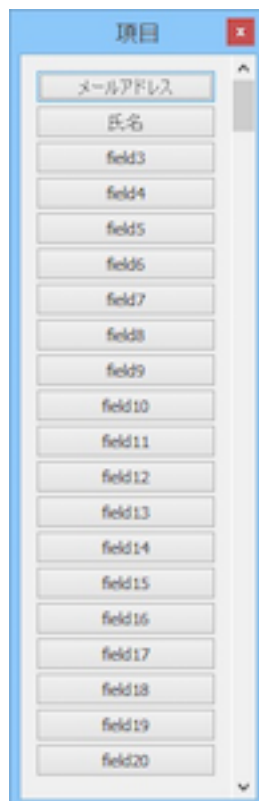 項目
メールアドレス
氏名
field3
field4
field5
field6
field7
field8
field9
field10
field11
field12
field13
field14
field15
field16
field17
field18
field19
field20